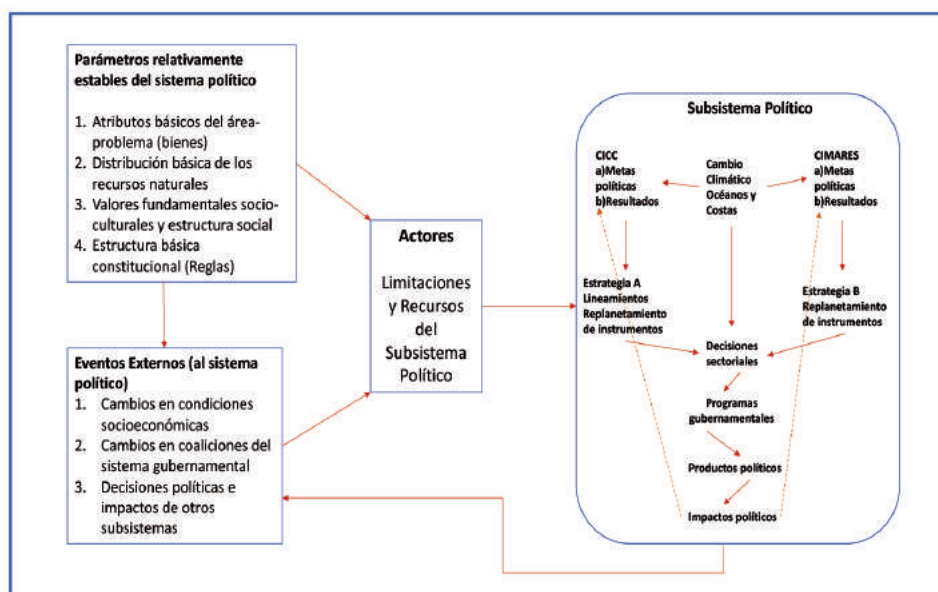 Parámetros relativamente
estables del sistema político
1. Atributos básicos del área-
problema (bienes)
2. Distribución básica de los
recursos naturales
3. Valores fundamentales socio-
culturales y estructura social
4. Estructura básica
constitucional (Reglas)
Eventos Externos (al sistema
político)
1. Cambios en condiciones
socioeconómicas
2. Cambios en coaliciones del
sistema gubernamental
3. Decisiones políticas e
impactos de otros
subsistemas
Actores
Limitaciones
y Recursos
del
Subsistema
Político
Subsistema Político
CICC
a)Metas
políticas
b)Resultados
Cambio
Climático
Océanos y
Costas
CIMARES
a)Metas
políticas
b)Resultados
Estrategia A
Lineamientos
Replanetamiento
de instrumentos
Estrategia B
Replanetamiento
de instrumentos
Decisiones
sectoriales
Programas
gubernamentales
Productos políticos
Impactos políticos